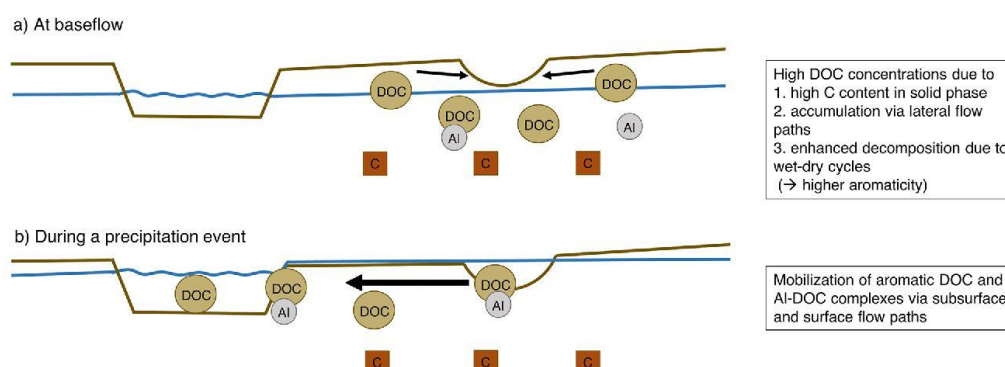 a) At baseflow
DOC
DOC
DOC
DOC
Al
Al
C
C
C
High DOC concentrations due to
1. high C content in solid phase
2. accumulation via lateral flow
paths
3. enhanced decomposition due to
wet-dry cycles
(→ higher aromaticity)
b) During a precipitation event
DOC
DOC
Al
DOC
DOC
Al
C
C
C
Mobilization of aromatic DOC and
Al-DOC complexes via subsurface
and surface flow paths